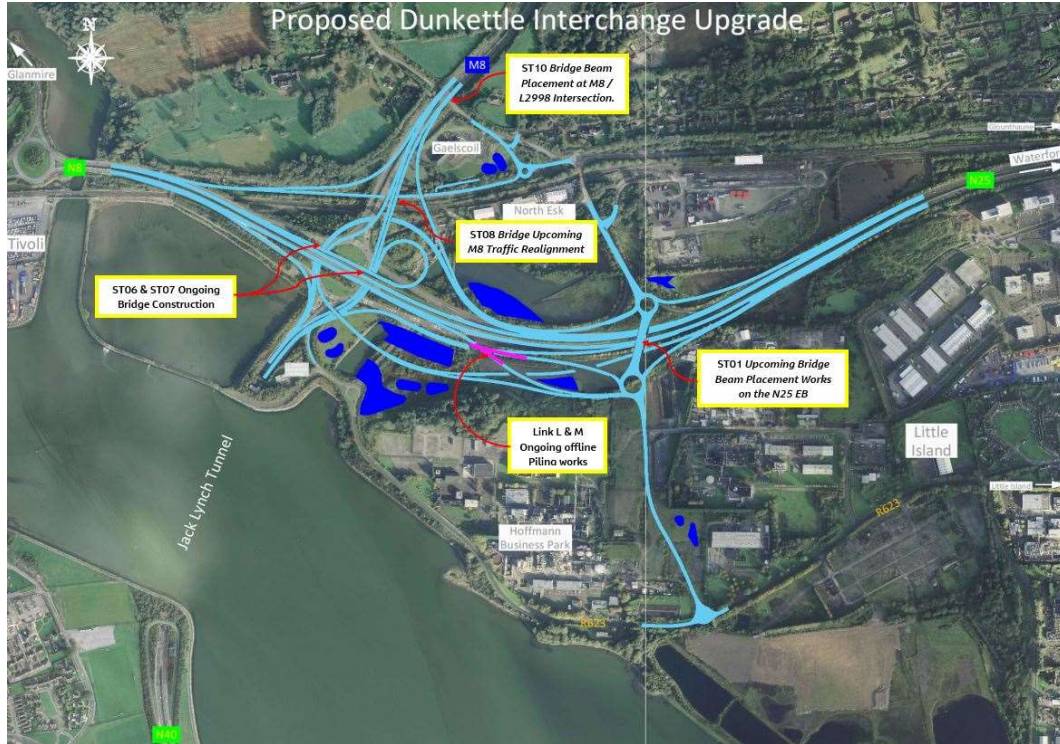 Proposed Dunkettle Interchange Upgrade
N
Glanmire
M8
ST10 Bridge Beam
Placement at M8 /
L2998 Intersection.
Glounthaune
Gaelscoil
Waterford
N8
N25
North Esk
Tivoli
ST08 Bridge Upcoming
M8 Traffic Realignment
ST06 & ST07 Ongoing
Bridge Construction
ST01 Upcoming Bridge
Beam Placement Works
on the N25 EB
Link L & M
Ongoing offline
Piling works
Little
Island
Little Island
R623
Jack Lynch Tunnel
Hoffmann
Business Park
R623
N40